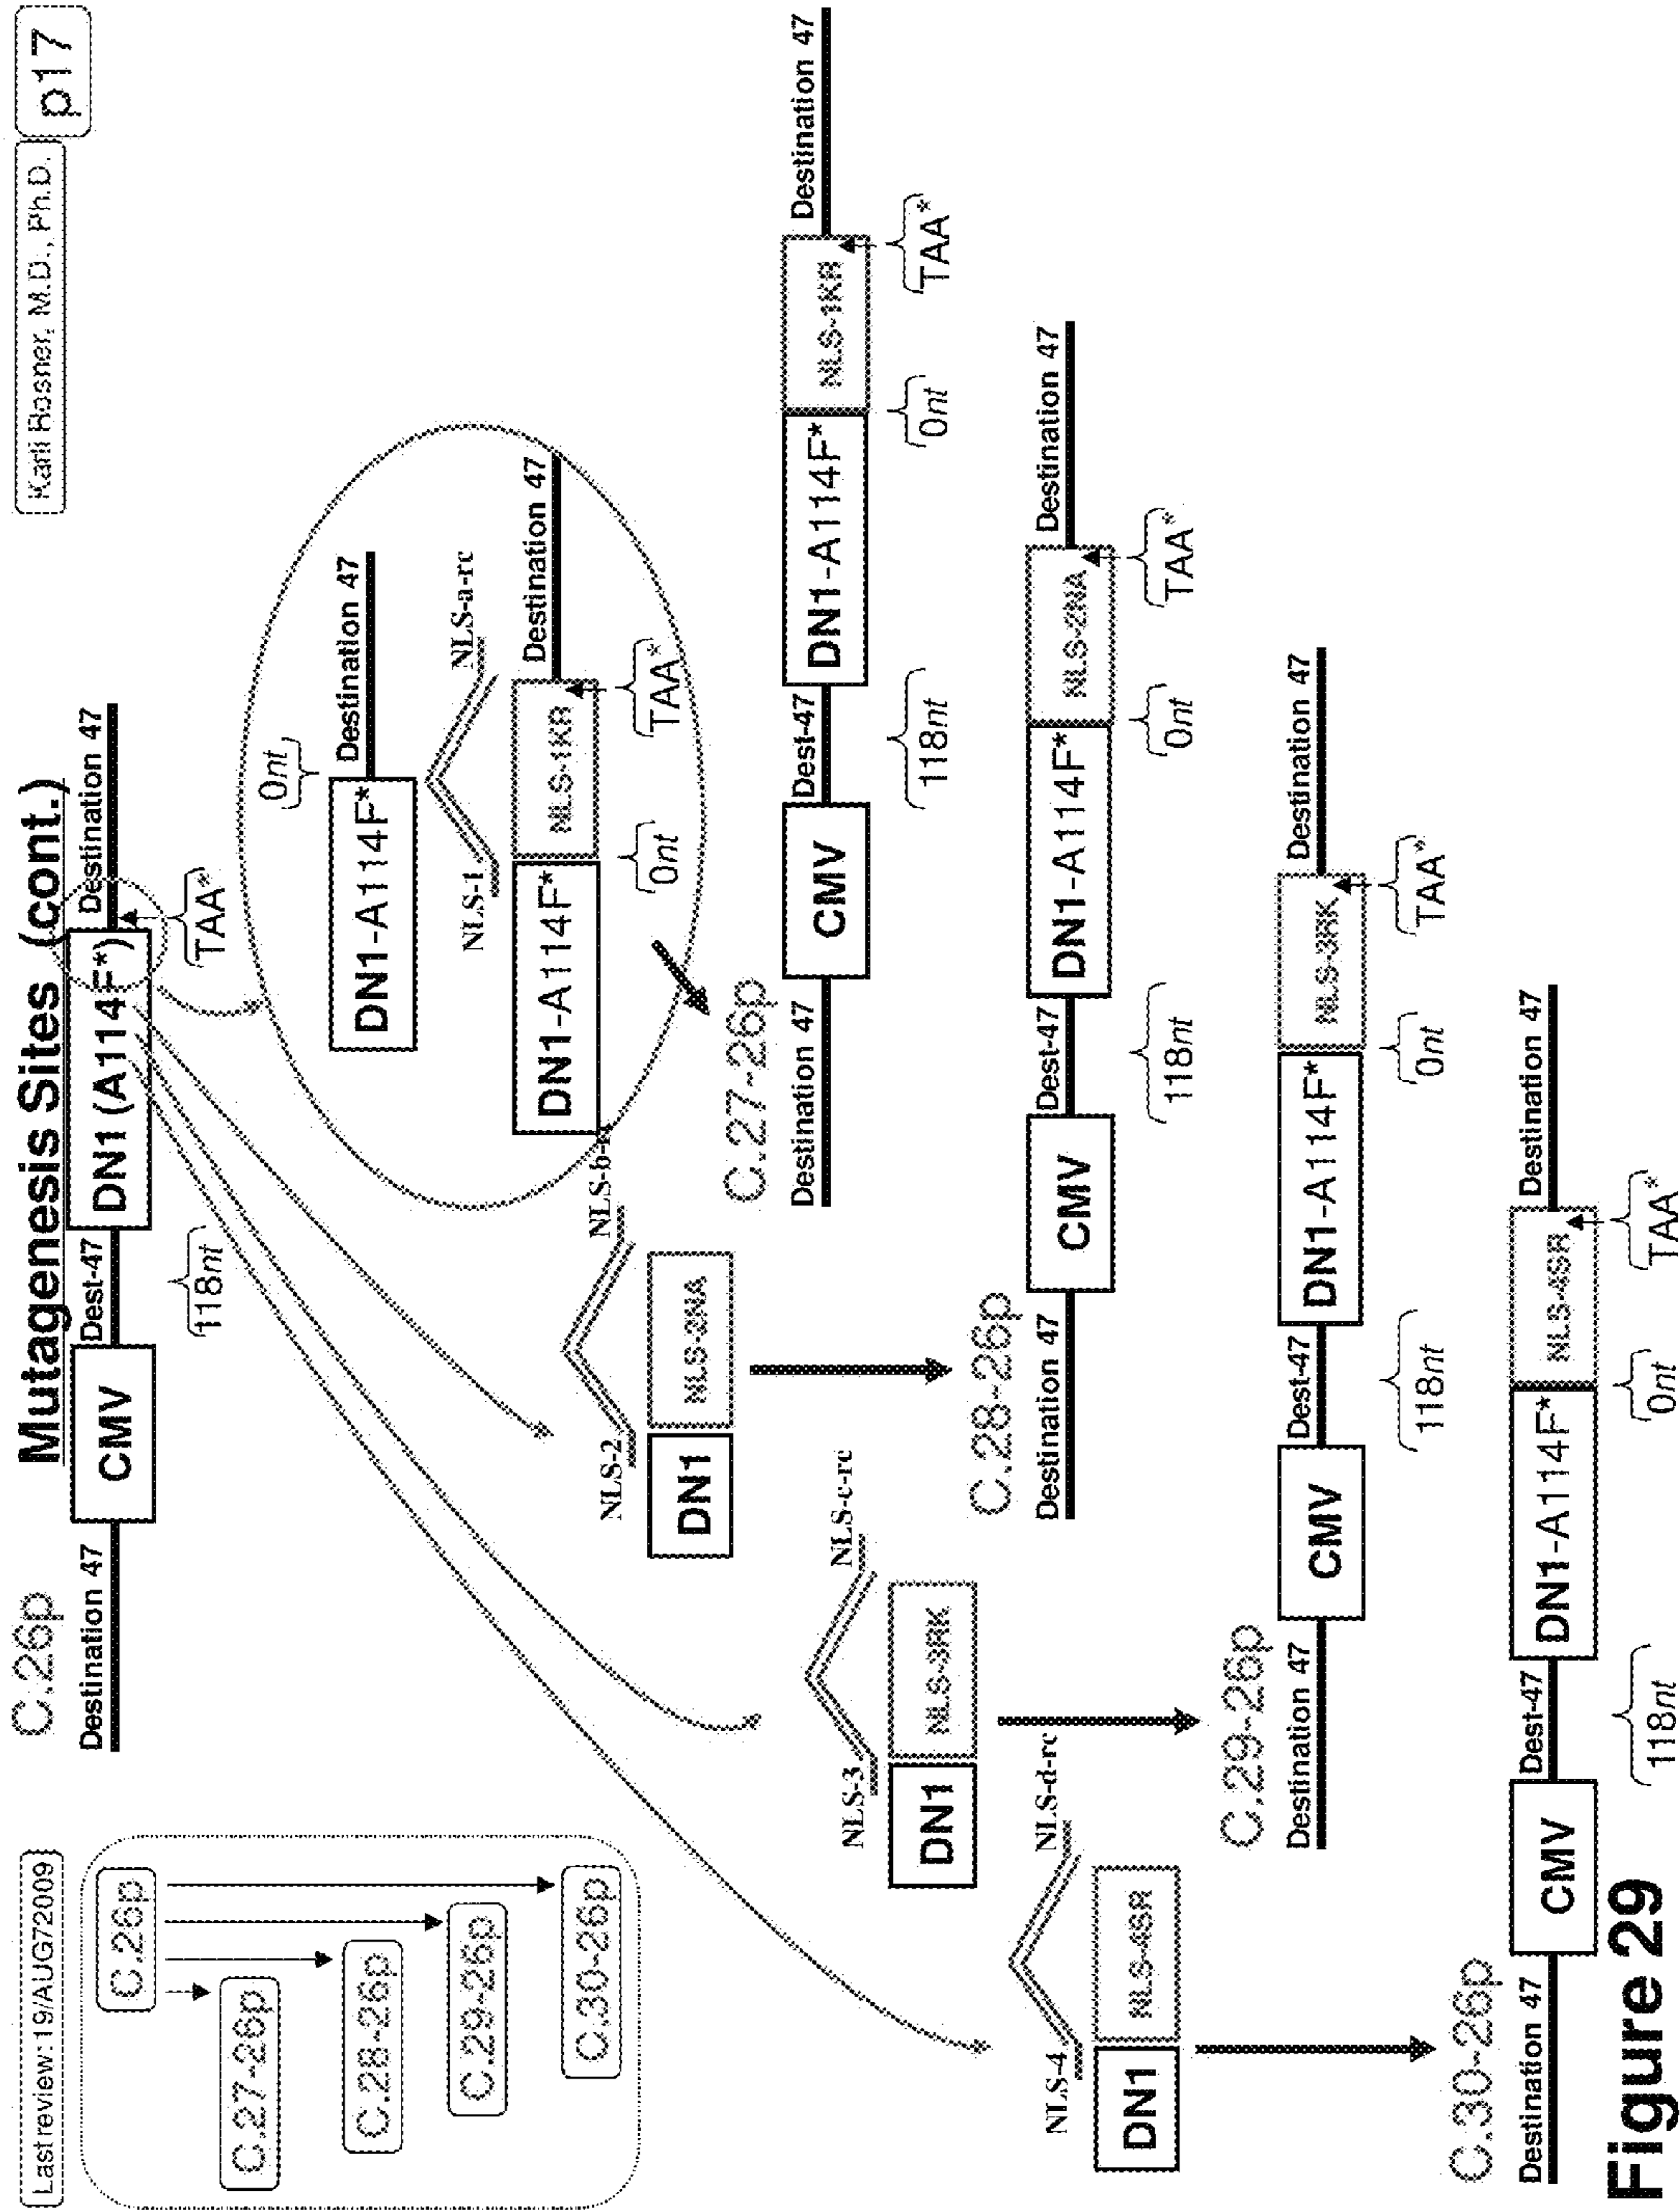 Last review: 19/AUG72009
Mutagenesis Sites (cont.)
Karli Rosner, M.D., Ph.D.
p17
C.26p
C.27-26p
C.28-26p
C.29-26p
C.30-26p
C.26p
Destination 47
CMV
Dest-47
DN1 (A114F*)
Destination 47
118nt
TAA*
0nt
DN1-A114F*
Destination 47
NLS-1
NLS-a-rc
DN1-A114F*
NLS-1KR
Destination 47
0nt
TAA*
NLS-2
NLS-b-rc
DN1
NLS-2NA
NLS-3
NLS-c-rc
DN1
NLS-3RK
NLS-4
NLS-d-rc
DN1
NLS-4SR
C.27-26p
Destination 47
CMV
Dest-47
DN1-A114F*
NLS-1KR
Destination 47
118nt
0nt
TAA*
C.28-26p
Destination 47
CMV
Dest-47
DN1-A114F*
NLS-2NA
Destination 47
118nt
0nt
TAA*
C.29-26p
Destination 47
CMV
Dest-47
DN1-A114F*
NLS-3RK
Destination 47
118nt
0nt
TAA*
C.30-26p
Destination 47
CMV
Dest-47
DN1-A114F*
NLS-4SR
Destination 47
118nt
0nt
TAA*
Figure 29